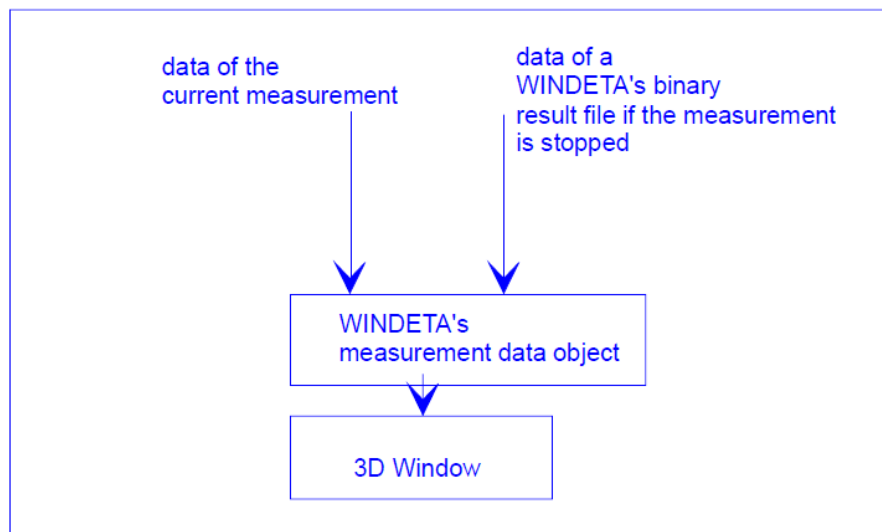 data of the
current measurement
data of a
WINDETA's binary
result file if the measurement
is stopped
WINDETA's
measurement data object
3D Window